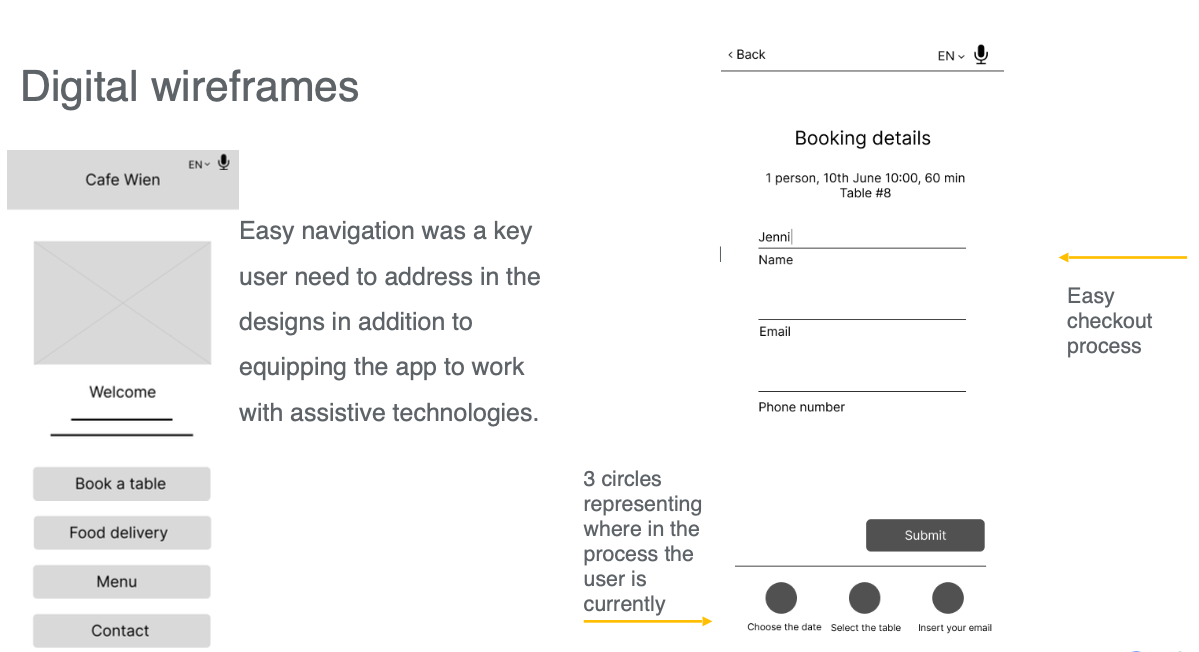 Digital wireframes
EN
Cafe Wien
Welcome
Book a table
Food delivery
Menu
Contact
Easy navigation was a key
user need to address in the
designs in addition to
equipping the app to work
with assistive technologies.
< Back
EN
Booking details
1 person, 10th June 10:00, 60 min
Table #8
Jenni
Name
Email
Phone number
Submit
Choose the date
Select the table
Insert your email
3 circles
representing
where in the
process the
user is
currently
Easy
checkout
process